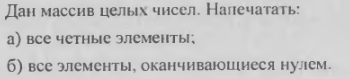 Дан массив целых чисел. Напечатать:
а) все четные элементы;
б) все элементы, оканчивающиеся нулем.